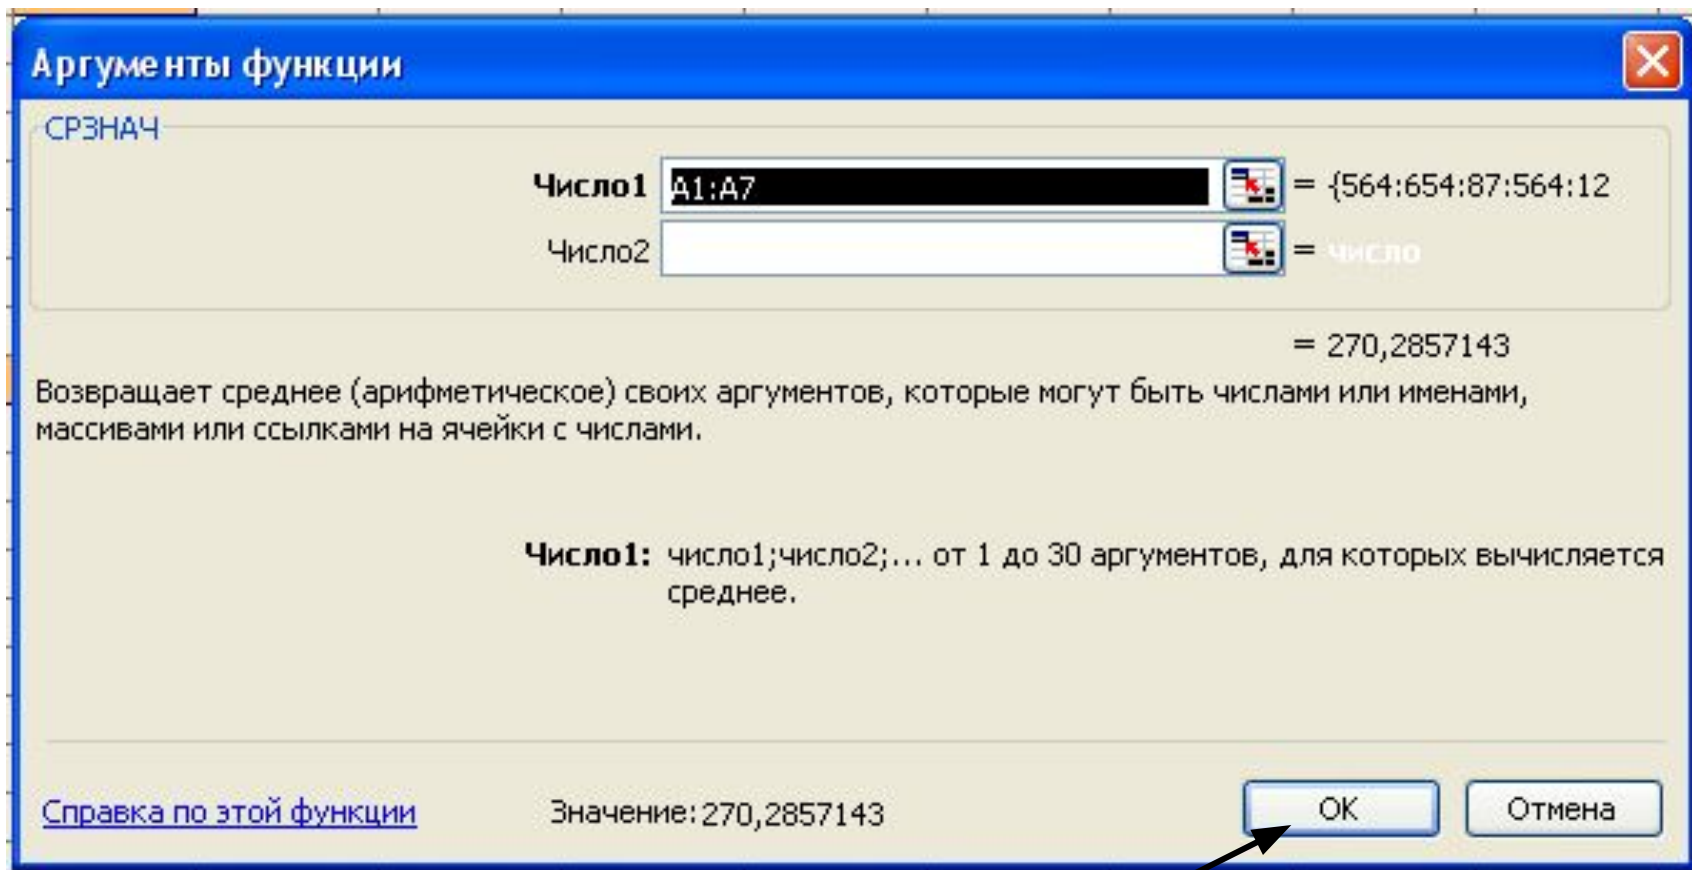 Аргументы функции
СРЗНАЧ
Число1 A1:A7 = {564:654:87:564:12
Число2 = число
= 270,2857143
Возвращает среднее (арифметическое) своих аргументов, которые могут быть числами или именами,
массивами или ссылками на ячейки с числами.
Число1: число1;число2;... от 1 до 30 аргументов, для которых вычисляется
среднее.
Справка по этой функции Значение:270,2857143 ОК Отмена